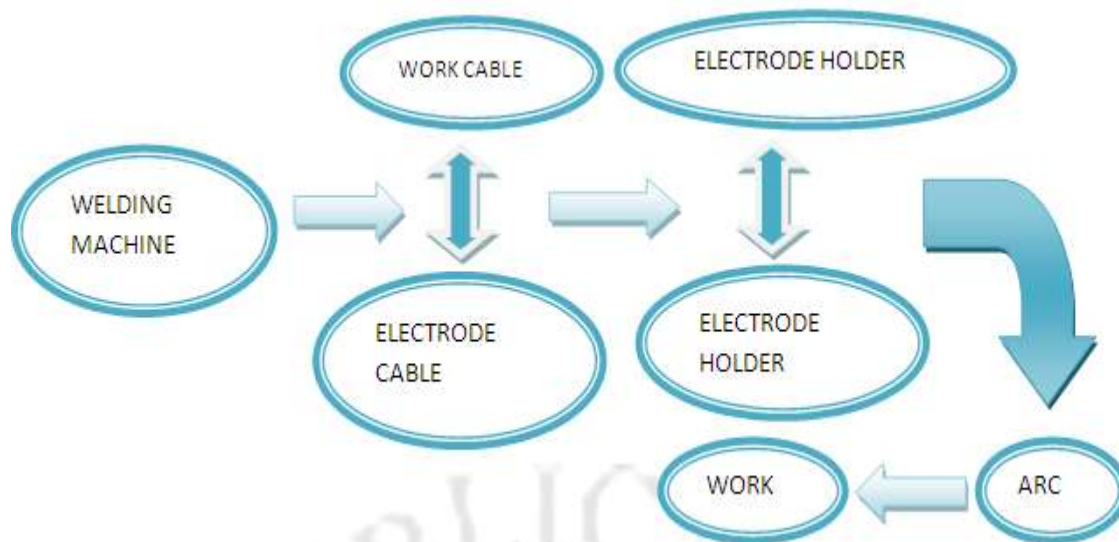 WORK CABLE
ELECTRODE HOLDER
WELDING
MACHINE
ELECTRODE
CABLE
ELECTRODE
HOLDER
WORK
ARC